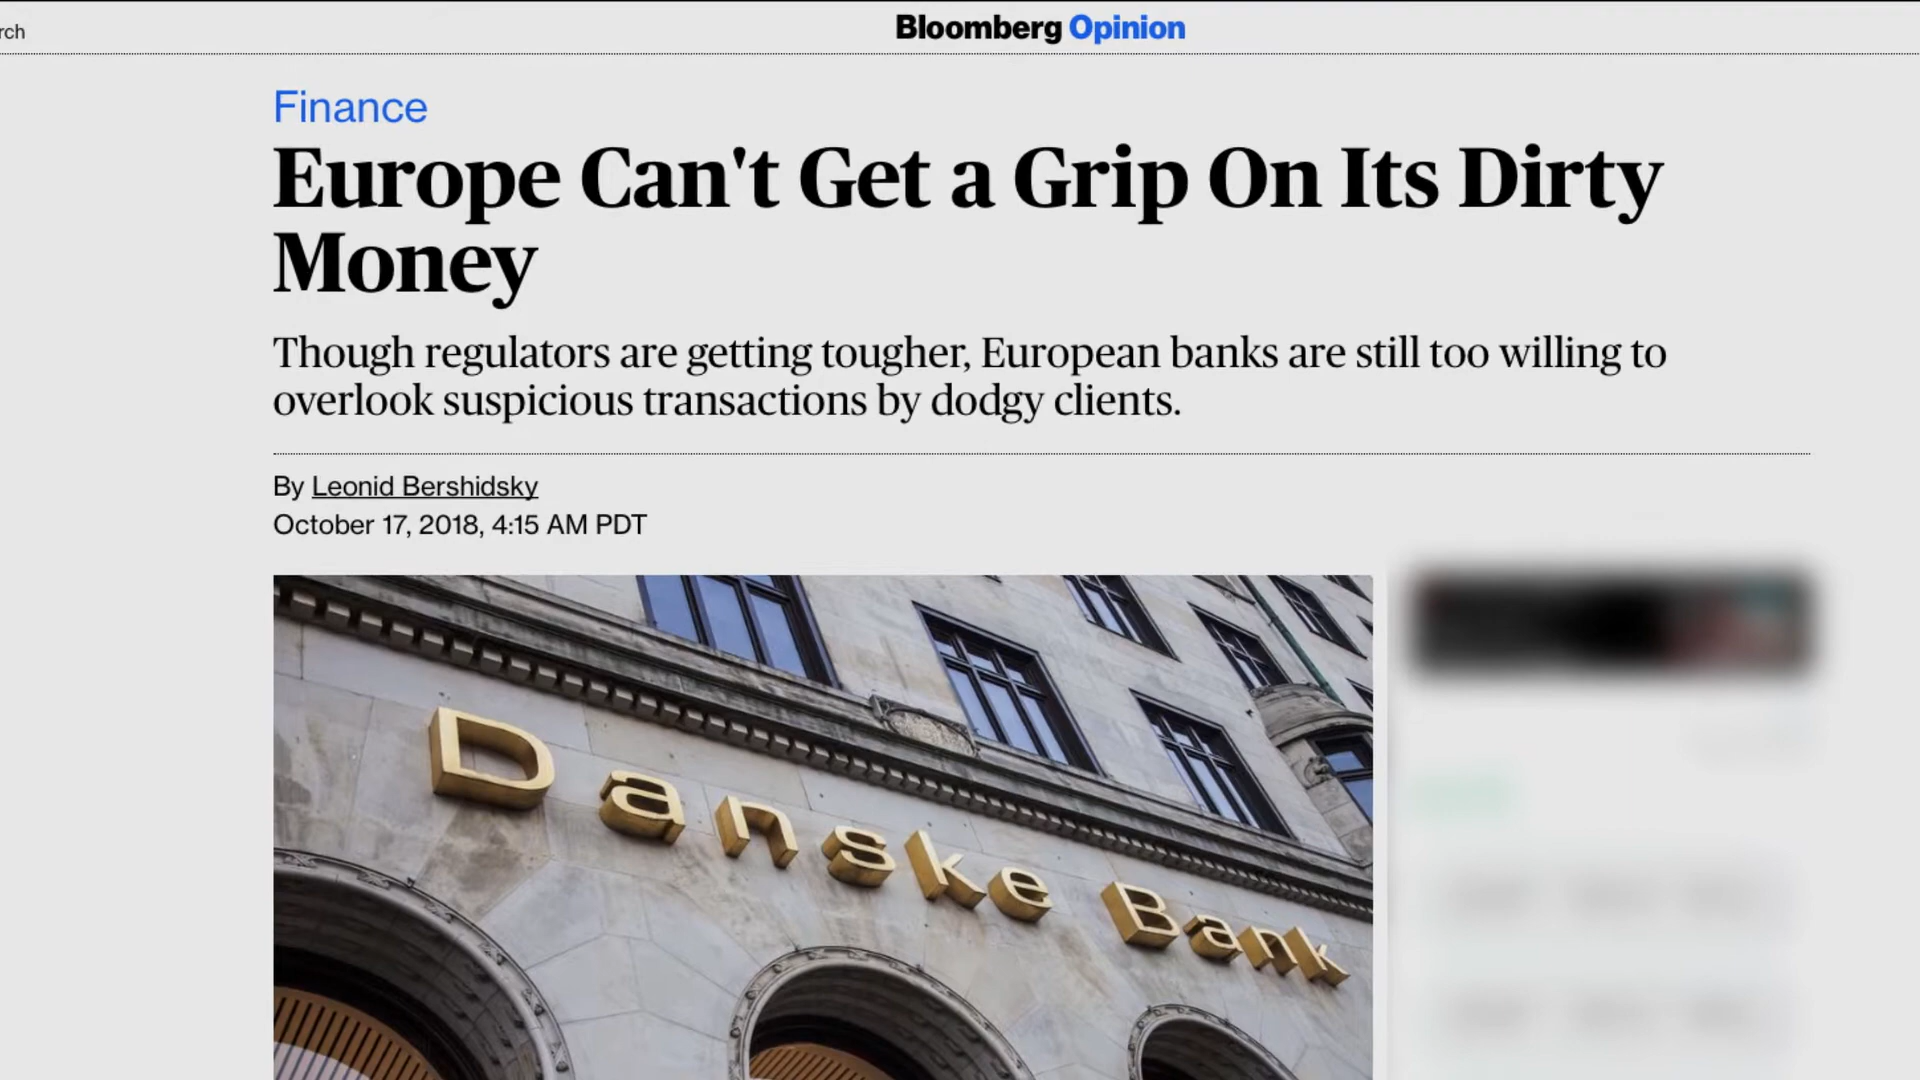 rch
Bloomberg Opinion
Finance
Europe Can't Get a Grip On Its Dirty
Money
Though regulators are getting tougher, European banks are still too willing to
overlook suspicious transactions by dodgy clients.
By Leonid Bershidsky
October 17, 2018, 4:15 AM PDT
Danske Bank